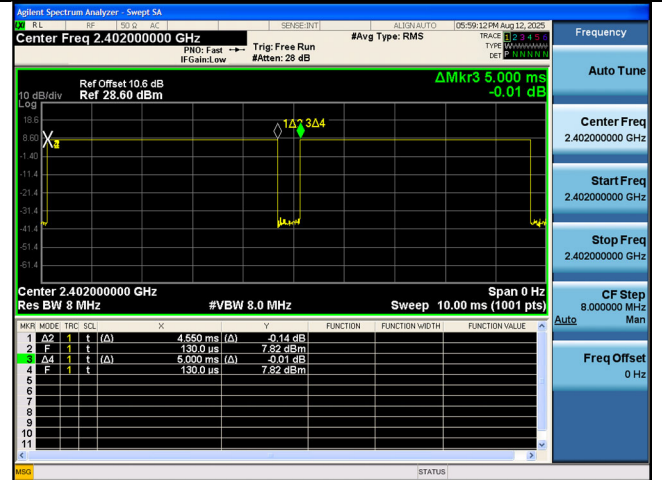 Agilent Spectrum Analyzer - Swept SA
RL RF 50 Ω AC SENSE:INT ALIGN AUTO 05:59:12 PM Aug 12, 2025
Center Freq 2.402000000 GHz #Avg Type: RMS TRACE 1 2 3 4 5 6
PNO: Fast Trig: Free Run TYPE
IFGain:Low #Atten: 28 dB DET P N N N N N
Ref Offset 10.6 dB ΔMkr3 5.000 ms
10 dB/div Ref 28.60 dBm -0.01 dB
Log
18.6
8.60
-1.40
-11.4
-21.4
-31.4
-41.4
-51.4
-61.4
3Δ4
Center 2.402000000 GHz Span 0 Hz
Res BW 8 MHz #VBW 8.0 MHz Sweep 10.00 ms (1001 pts)
MKR MODE TRC SCL X Y FUNCTION FUNCTION WIDTH FUNCTION VALUE
1 Δ2 1 t (Δ) 4.550 ms (Δ) -0.14 dB
2 F 1 t 130.0 µs 7.82 dBm
3 Δ4 1 t (Δ) 5.000 ms (Δ) -0.01 dB
4 F 1 t 130.0 µs 7.82 dBm
5
6
7
8
9
10
11
MSG STATUS
Frequency
Auto Tune
Center Freq
2.402000000 GHz
Start Freq
2.402000000 GHz
Stop Freq
2.402000000 GHz
CF Step
8.000000 MHz
Auto Man
Freq Offset
0 Hz